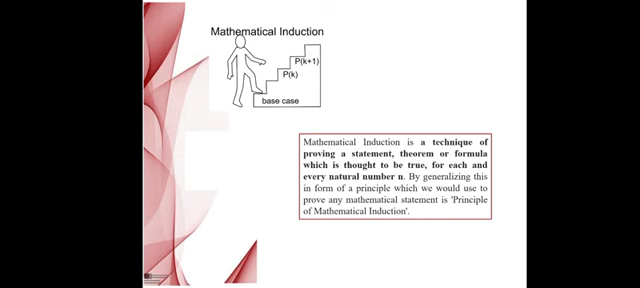 Mathematical Induction
P(k+1)
P(k)
base case
Mathematical Induction is a technique of
proving a statement, theorem or formula
which is thought to be true, for each and
every natural number n. By generalizing this
in form of a principle which we would use to
prove any mathematical statement is 'Principle
of Mathematical Induction'.